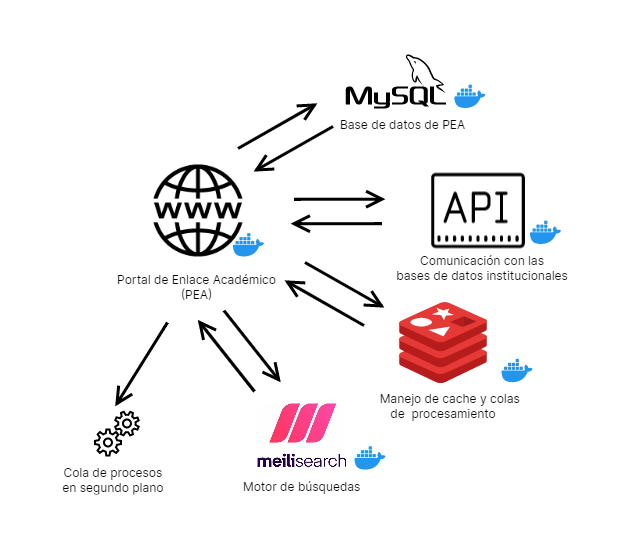 MySQL
Base de datos de PEA
WWW
Portal de Enlace Académico
(PEA)
API
Comunicación con las
bases de datos institucionales
Manejo de cache y colas
de procesamiento
meilisearch
Motor de búsquedas
Cola de procesos
en segundo plano